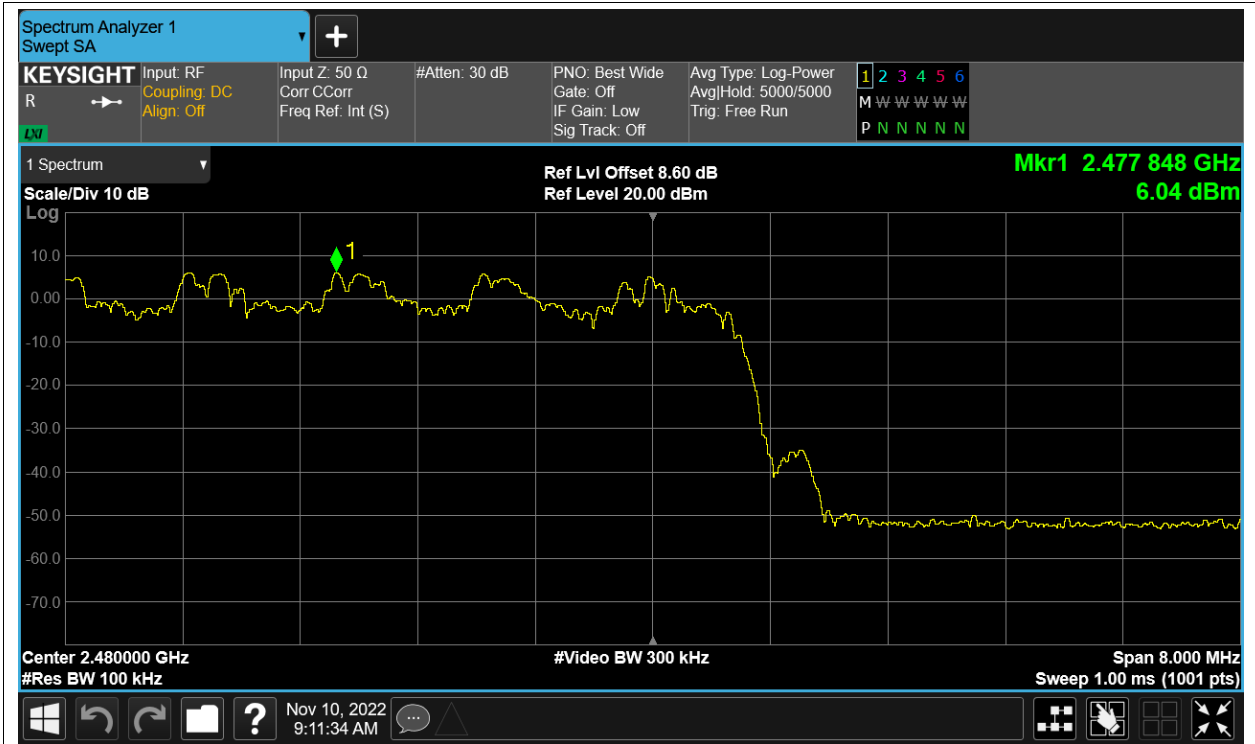 Spectrum Analyzer 1
Swept SA
KEYSIGHT
R
LXI
Input: RF
Coupling: DC
Align: Off
Input Z: 50 Ω
Corr CCorr
Freq Ref: Int (S)
#Atten: 30 dB
PNO: Best Wide
Gate: Off
IF Gain: Low
Sig Track: Off
Avg Type: Log-Power
Avg|Hold: 5000/5000
Trig: Free Run
1 2 3 4 5 6
M W W W W W W
P N N N N N N
1 Spectrum
Scale/Div 10 dB
Log
Ref Lvl Offset 8.60 dB
Ref Level 20.00 dBm
Mkr1 2.477 848 GHz
6.04 dBm
1
10.0
0.00
-10.0
-20.0
-30.0
-40.0
-50.0
-60.0
-70.0
Center 2.480000 GHz
#Video BW 300 kHz
Span 8.000 MHz
#Res BW 100 kHz
Sweep 1.00 ms (1001 pts)
?
Nov 10, 2022
9:11:34 AM